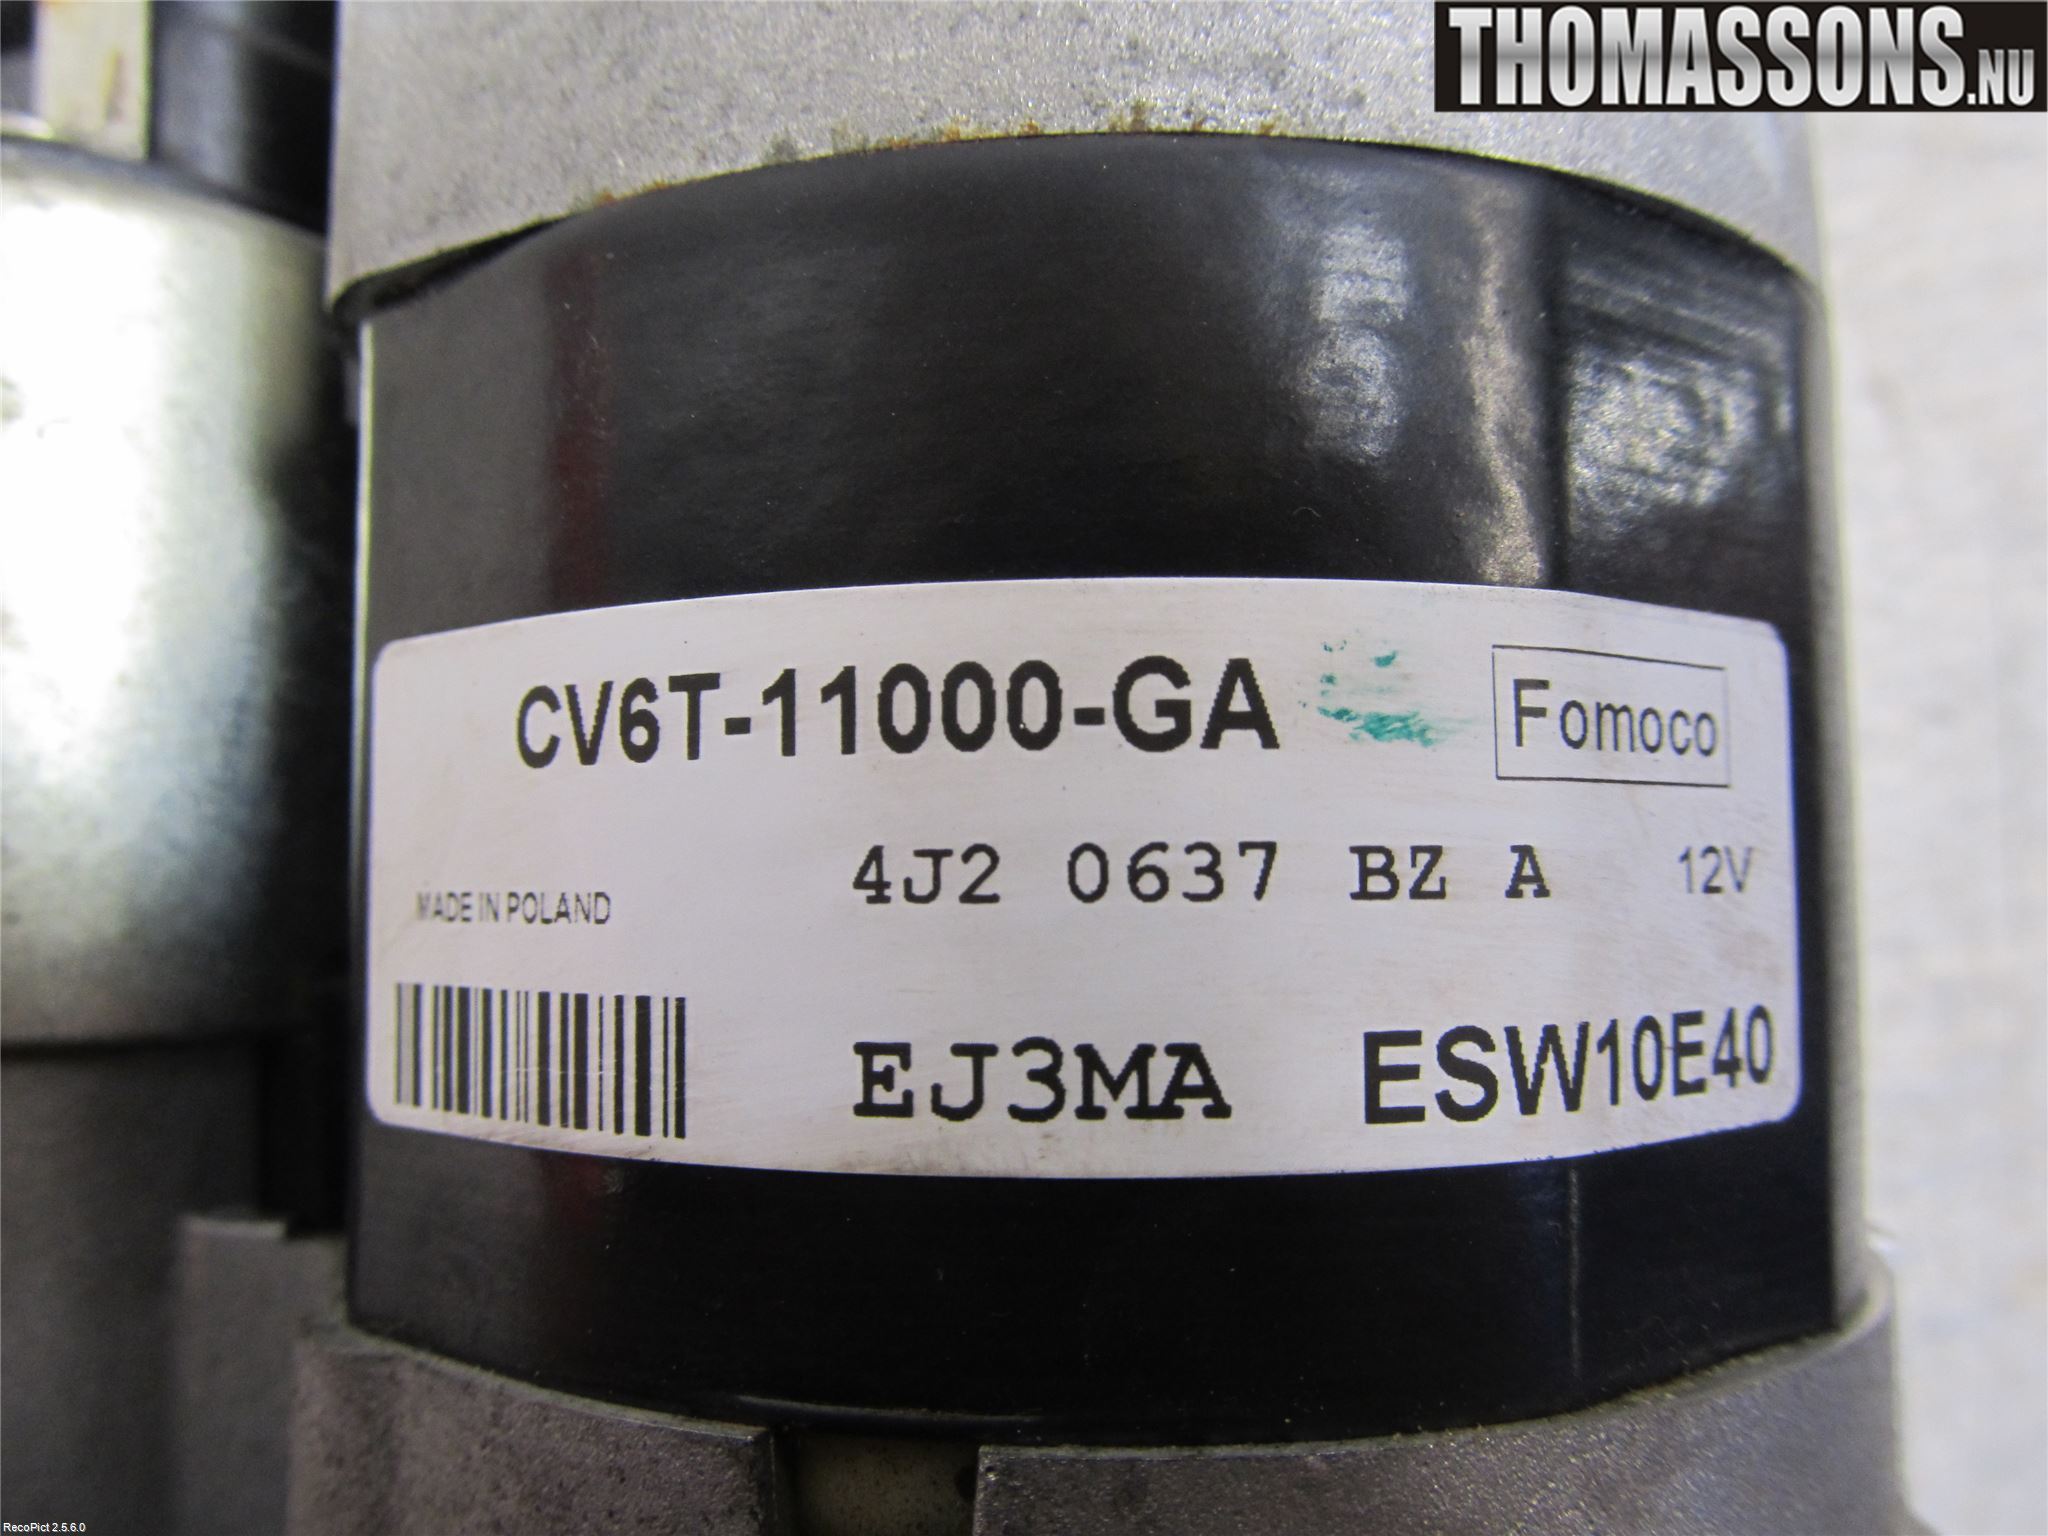 THOMASSONS.NU
CV6T-11000-GA
Fomoco
4J2 0637 BZ A 12V
MADE IN POLAND
EJ3MA ESW10E40
RecoPict 2.5.6.0